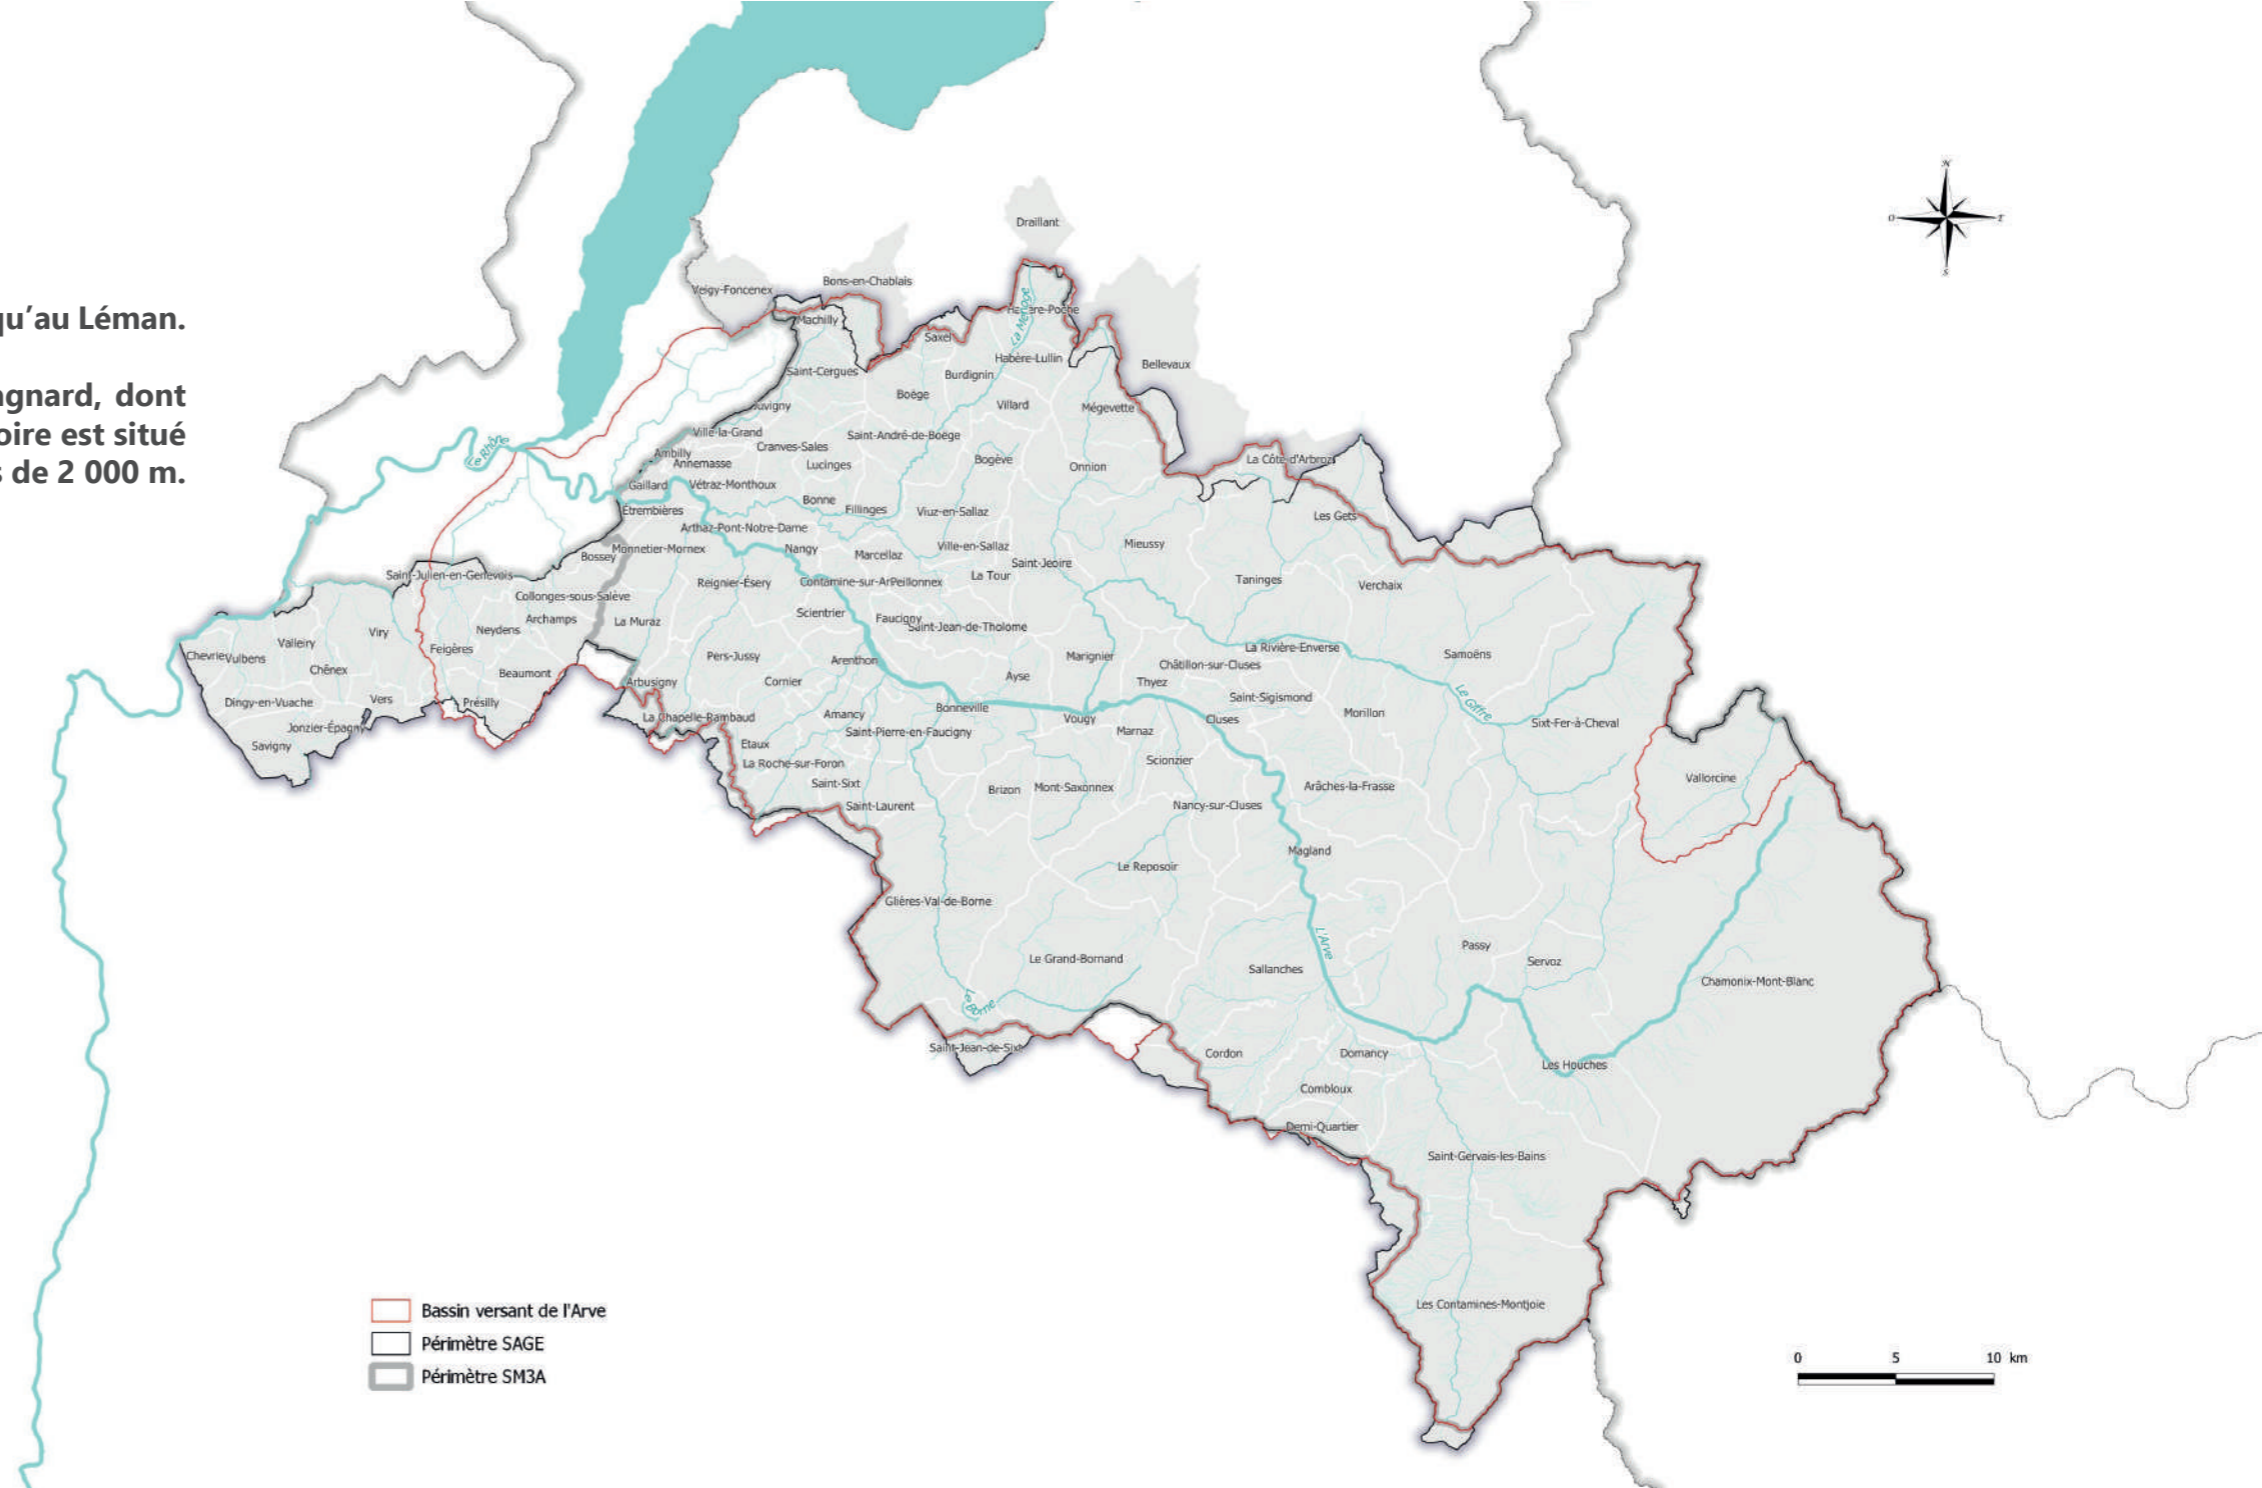 qu’au Léman.
gnard, dont
oire est situé
s de 2 000 m.
N
O
E
S
Draillant
Bons-en-Chablais
Veigy-Foncenex
Habère-Poche
La Menoge
Machilly
Saxel
Habère-Lullin
Bellevaux
Saint-Cergues
Burdignin
Boëge
Villard
Mégevette
Juvigny
Ville-la-Grand
Saint-André-de-Boëge
Le Rhône
Cranves-Sales
Ambilly
Annemasse
Lucinges
Bogève
Onnion
La Côte-d'Arbroz
Gaillard
Vétraz-Monthoux
Bonne
Fillinges
Viuz-en-Sallaz
Étrembières
Les Gets
Arthaz-Pont-Notre-Dame
Monnetier-Mornex
Nangy
Marcellaz
Ville-en-Sallaz
Mieussy
Bossey
Saint-Jeoire
Saint-Julien-en-Genevois
Reignier-Ésery
Contamine-sur-Ar
Peillonnex
La Tour
Taninges
Verchaix
Collonges-sous-Salève
Archamps
La Muraz
Scientrier
Faucigny
Saint-Jean-de-Tholome
Viry
Neydens
Valleiry
Feigères
La Rivière-Enverse
Samoëns
Chevrie
Vulbens
Chênex
Beaumont
Pers-Jussy
Arenthon
Marignier
Châtillon-sur-Cluses
Arbusigny
Cornier
Ayse
Thyez
Saint-Sigismond
Le Giffre
Dingy-en-Vuache
Vers
Présilly
Bonneville
Morillon
La Chapelle-Rambaud
Amancy
Vougy
Cluses
Sixt-Fer-à-Cheval
Jonzier-Épagny
Savigny
Saint-Pierre-en-Faucigny
Marnaz
Etaux
La Roche-sur-Foron
Scionzier
Vallorcine
Saint-Sixt
Brizon
Mont-Saxonnex
Arâches-la-Frasse
Saint-Laurent
Nancy-sur-Cluses
Magland
Le Reposoir
Glières-Val-de-Borne
L'Arve
Passy
Le Grand-Bornand
Sallanches
Servoz
Chamonix-Mont-Blanc
Le Borne
Saint-Jean-de-Sixt
Cordon
Domancy
Les Houches
Combloux
Demi-Quartier
Saint-Gervais-les-Bains
Les Contamines-Montjoie
Bassin versant de l'Arve
Périmètre SAGE
Périmètre SM3A
0 5 10 km